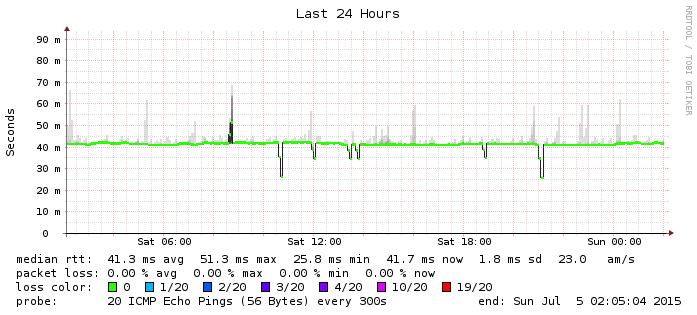 Last 24 Hours
RRDTOOL / TOBI OETIKER
Seconds
90 m
80 m
70 m
60 m
50 m
40 m
30 m
20 m
10 m
0
Sat 06:00 Sat 12:00 Sat 18:00 Sun 00:00
median rtt: 41.3 ms avg 51.3 ms max 25.8 ms min 41.7 ms now 1.8 ms sd 23.0 am/s
packet loss: 0.00 % avg 0.00 % max 0.00 % min 0.00 % now
loss color: 0 1/20 2/20 3/20 4/20 10/20 19/20
probe: 20 ICMP Echo Pings (56 Bytes) every 300s end: Sun Jul 5 02:05:04 2015